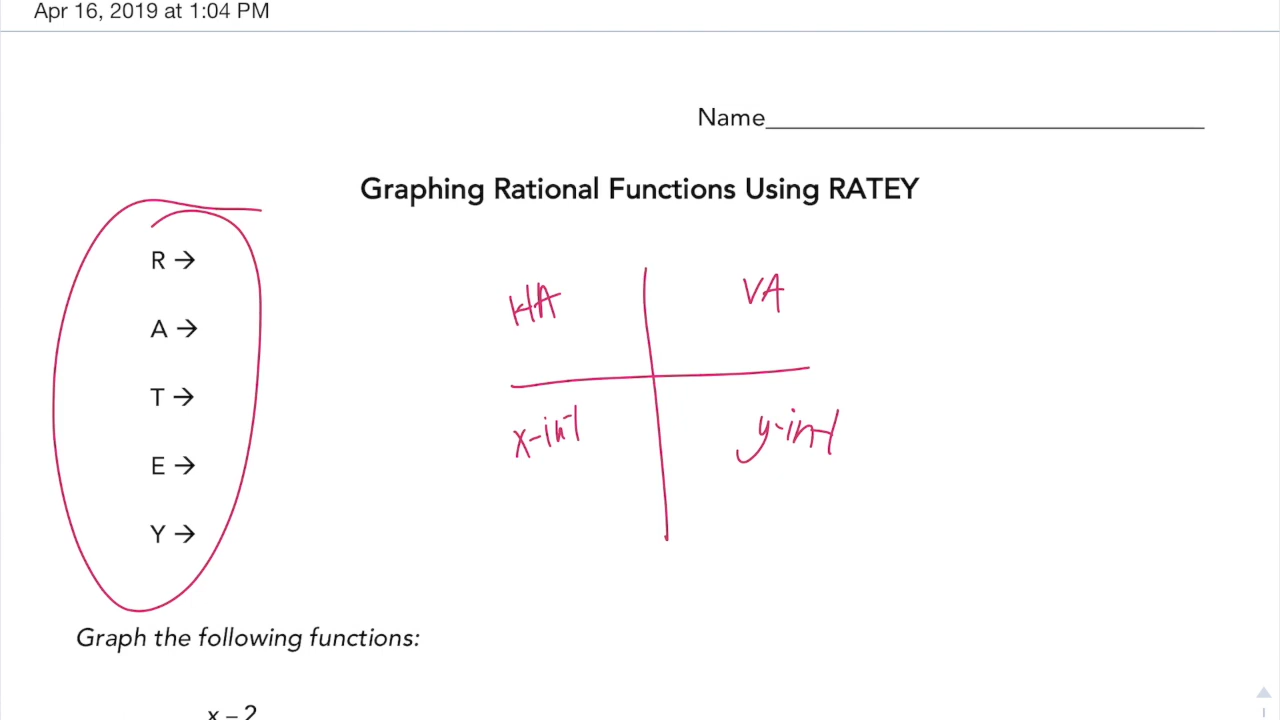 Apr 16, 2019 at 1:04 PM
Name
Graphing Rational Functions Using RATEY
R →
A →
T →
E →
Y →
HA
VA
x-int
y-int
Graph the following functions:
x – 2